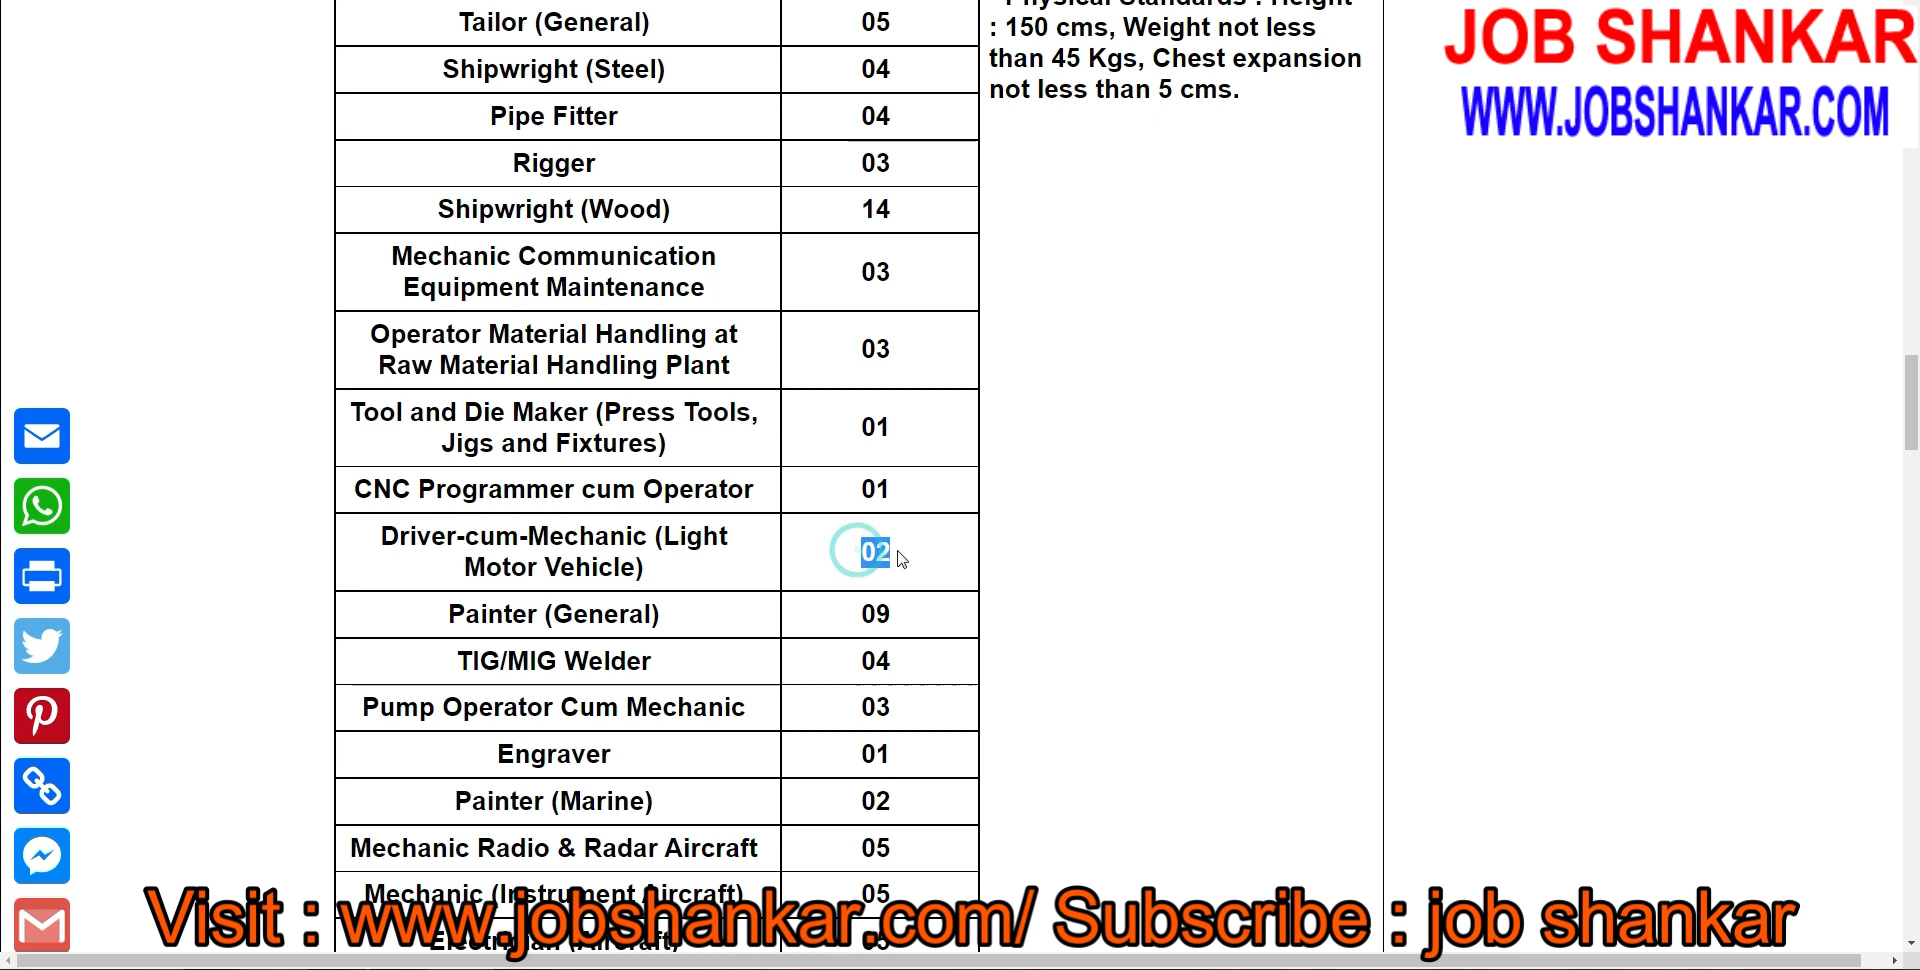 Tailor (General) 05
: 150 cms, Weight not less
than 45 Kgs, Chest expansion
not less than 5 cms.
JOB SHANKAR
WWW.JOBSHANKAR.COM
Shipwright (Steel) 04
Pipe Fitter 04
Rigger 03
Shipwright (Wood) 14
Mechanic Communication
Equipment Maintenance 03
Operator Material Handling at
Raw Material Handling Plant 03
Tool and Die Maker (Press Tools,
Jigs and Fixtures) 01
CNC Programmer cum Operator 01
Driver-cum-Mechanic (Light
Motor Vehicle) 02
Painter (General) 09
TIG/MIG Welder 04
Pump Operator Cum Mechanic 03
Engraver 01
Painter (Marine) 02
Mechanic Radio & Radar Aircraft 05
Mechanic (Instrument Aircraft) 05
Electrician (Aircraft)
Visit : www.jobshankar.com/ Subscribe : job shankar